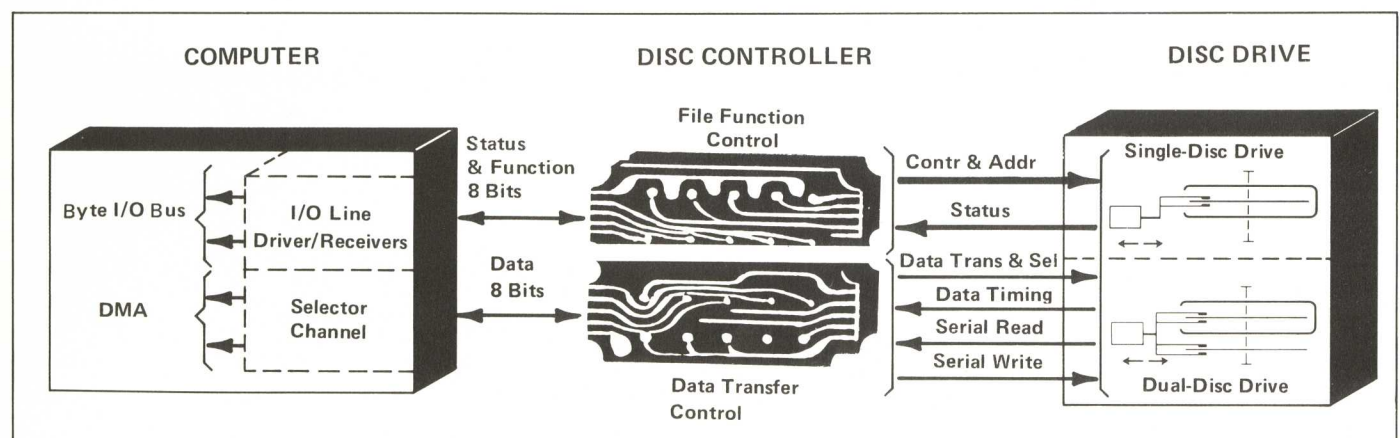 COMPUTER
DISC CONTROLLER
DISC DRIVE
Byte I/O Bus
DMA
I/O Line
Driver/Receivers
Selector
Channel
Status
& Function
8 Bits
Data
8 Bits
File Function
Control
Data Transfer
Control
Contr & Addr
Status
Data Trans & Sel
Data Timing
Serial Read
Serial Write
Single-Disc Drive
Dual-Disc Drive